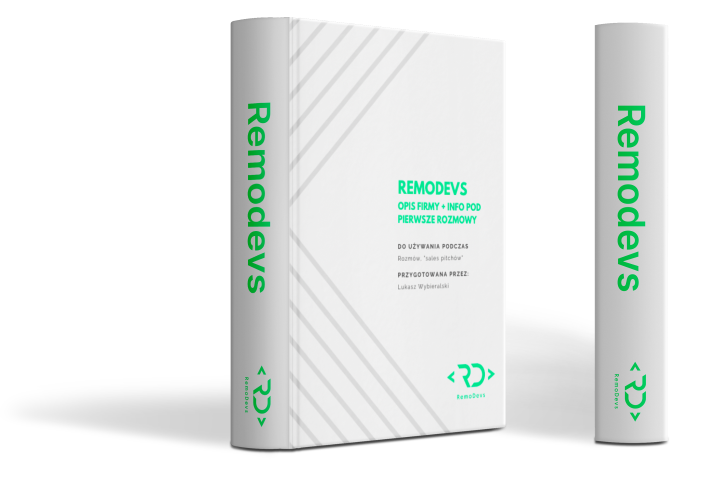 Remodevs
<RD>
RemoDevs
REMODEVS
OPIS FIRMY + INFO POD
PIERWSZE ROZMOWY
DO UŻYWANIA PODCZAS
Rozmów, "sales pitchów"
PRZYGOTOWANA PRZEZ:
Lukasz Wybieralski
<RD>
RemoDevs
Remodevs
<RD>
RemoDevs